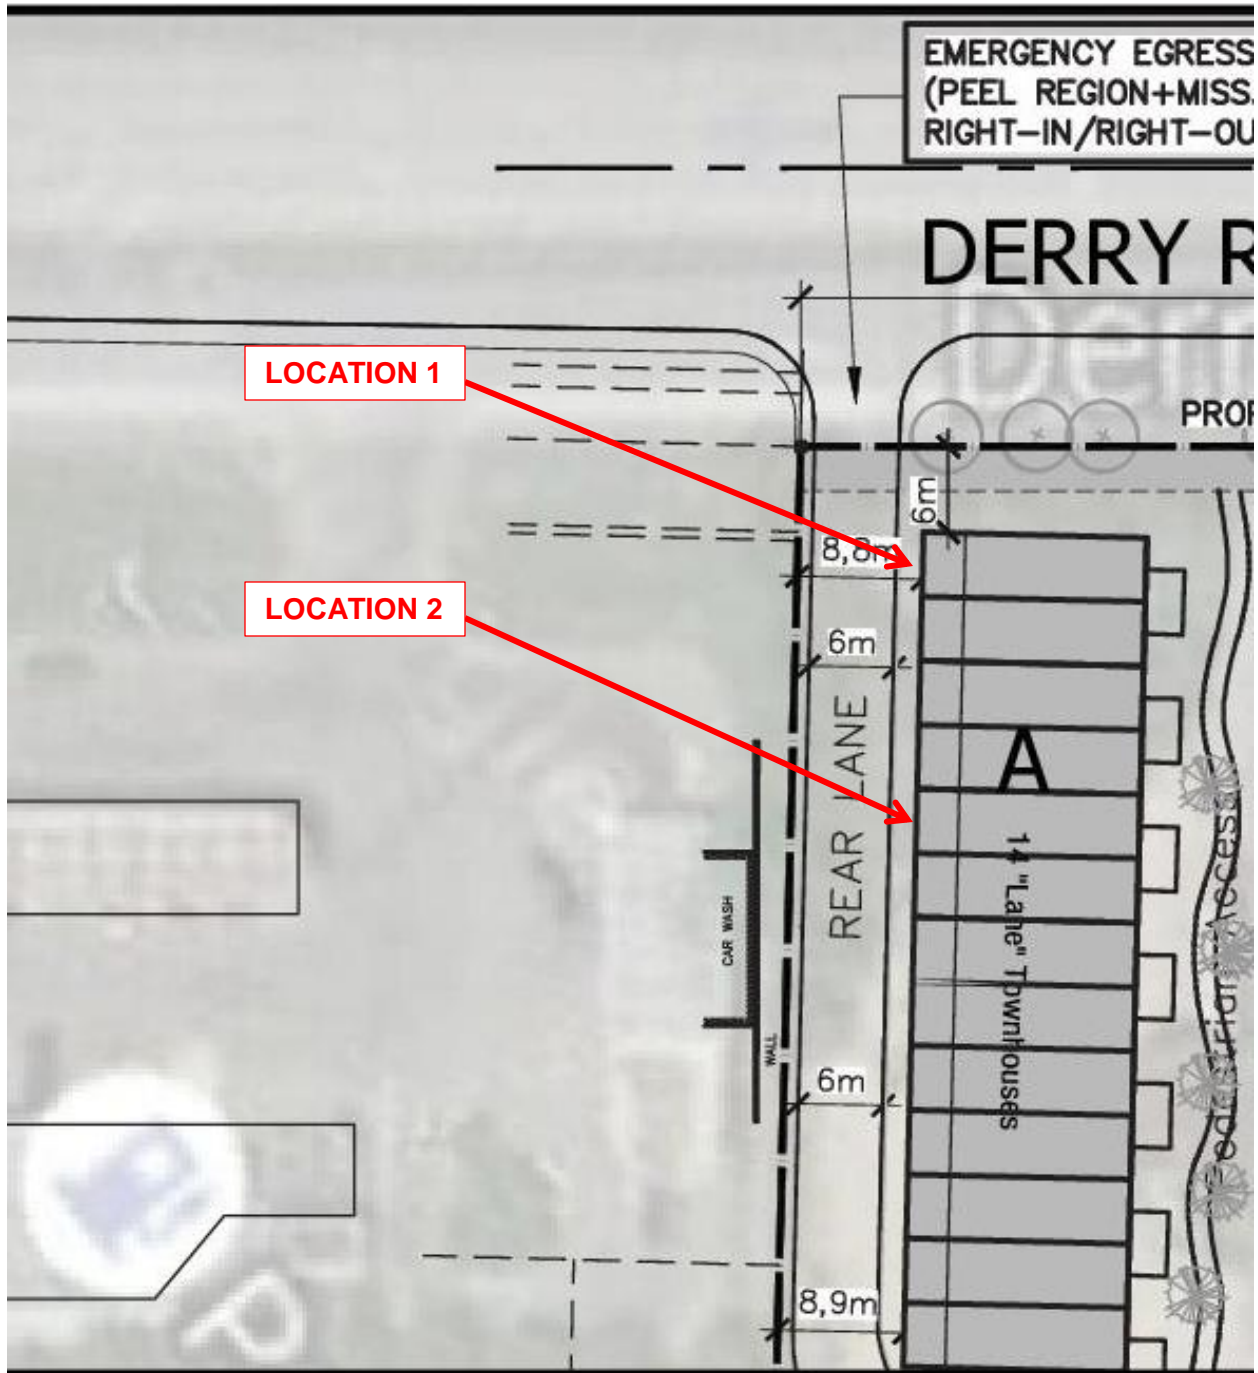 EMERGENCY EGRESS
(PEEL REGION+MISS.
RIGHT-IN/RIGHT-OU
DERRY R
Derr
LOCATION 1
PROP
6m
8,8m
LOCATION 2
6m
REAR LANE
A
14 "Lane" Townhouses
CAR WASH
WALL
Pedestrian Access
6m
8,9m
P